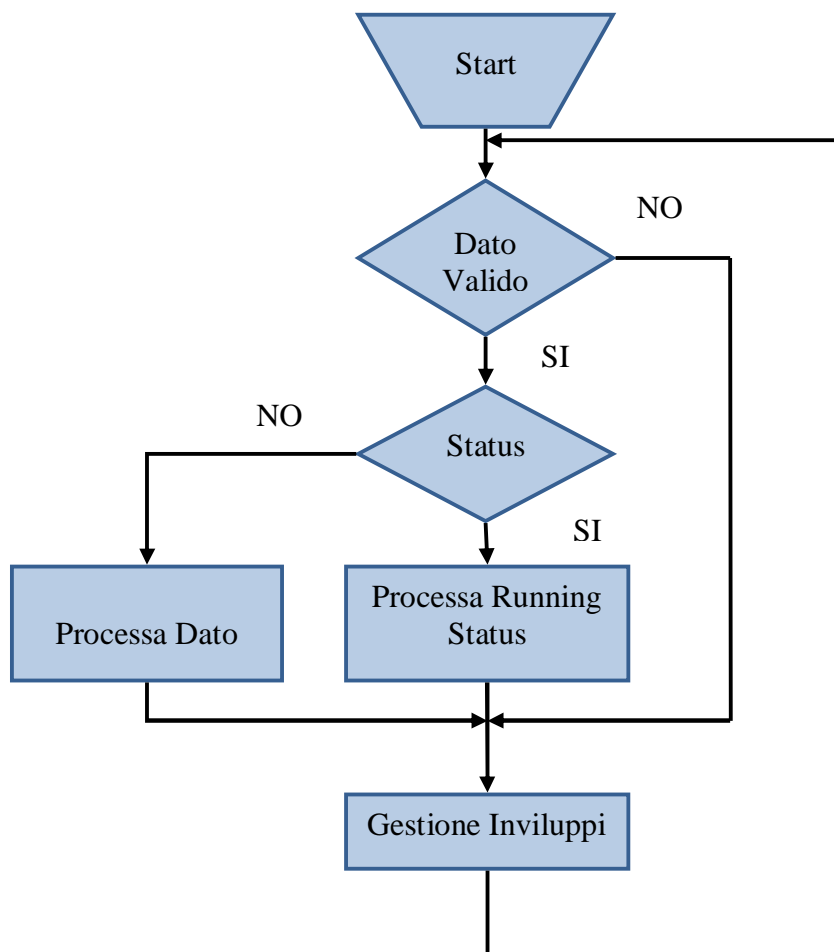 Start
NO
Dato
Valido
SI
NO
Status
SI
Processa Dato
Processa Running
Status
Gestione Inviluppi